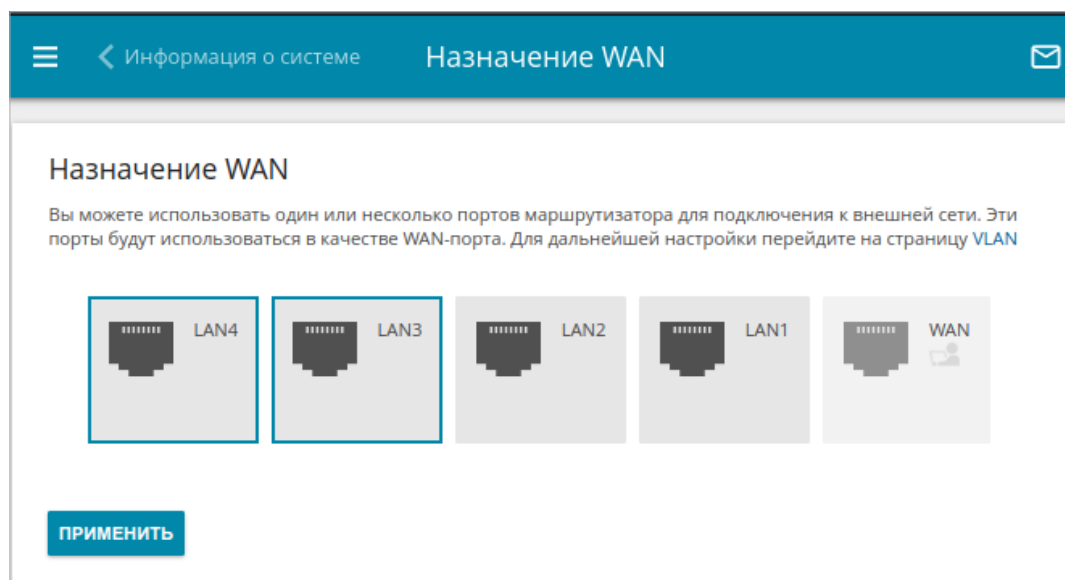 Информация о системе Назначение WAN
Назначение WAN
Вы можете использовать один или несколько портов маршрутизатора для подключения к внешней сети. Эти
порты будут использоваться в качестве WAN-порта. Для дальнейшей настройки перейдите на страницу VLAN
LAN4 LAN3 LAN2 LAN1 WAN
ПРИМЕНИТЬ